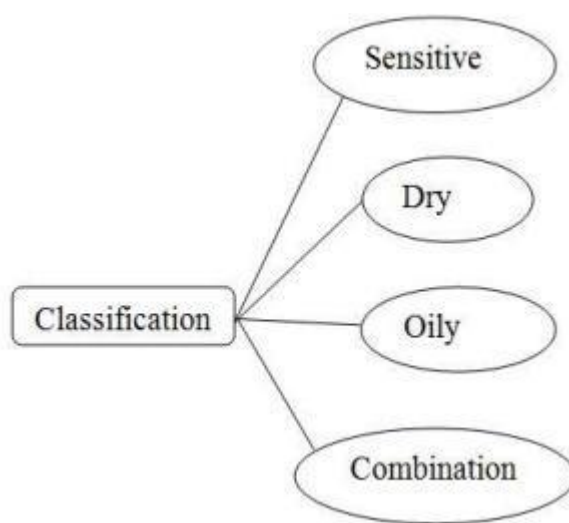 Sensitive
Dry
Classification
Oily
Combination